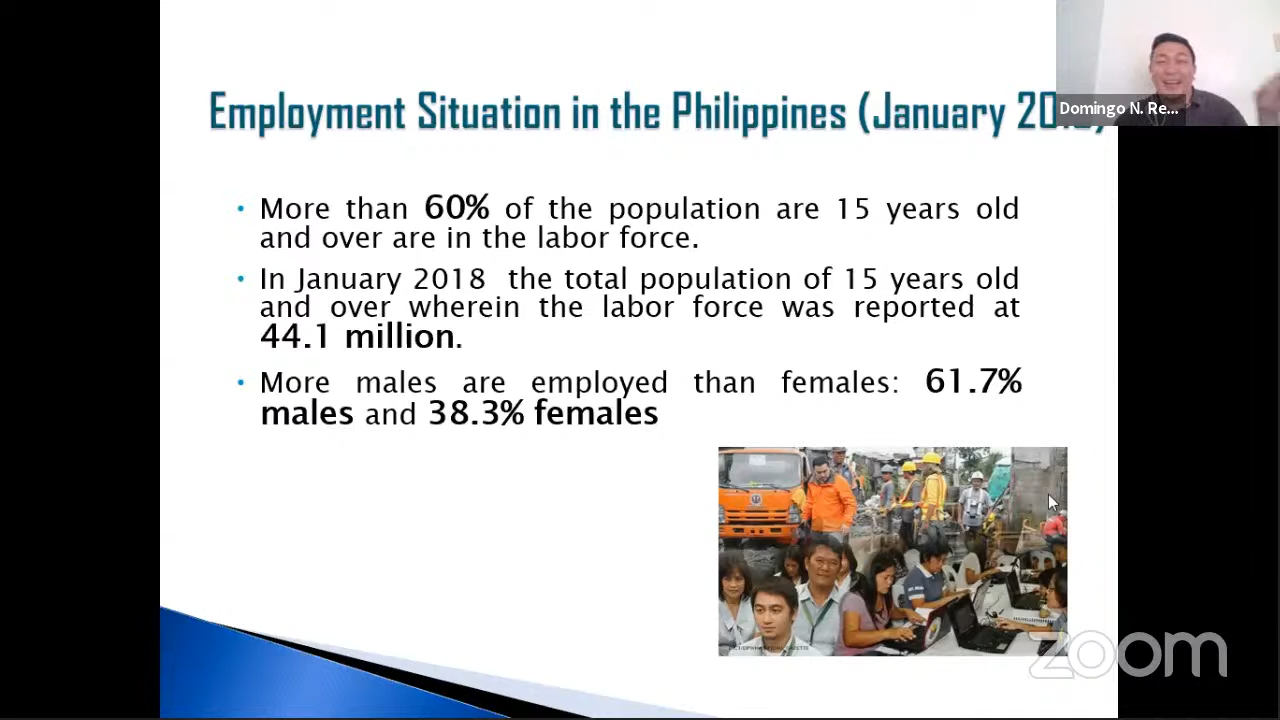 Employment Situation in the Philippines (January
Domingo N. Re...
• More than 60% of the population are 15 years old
and over are in the labor force.
• In January 2018 the total population of 15 years old
and over wherein the labor force was reported at
44.1 million.
• More males are employed than females: 61.7%
males and 38.3% females
zoom